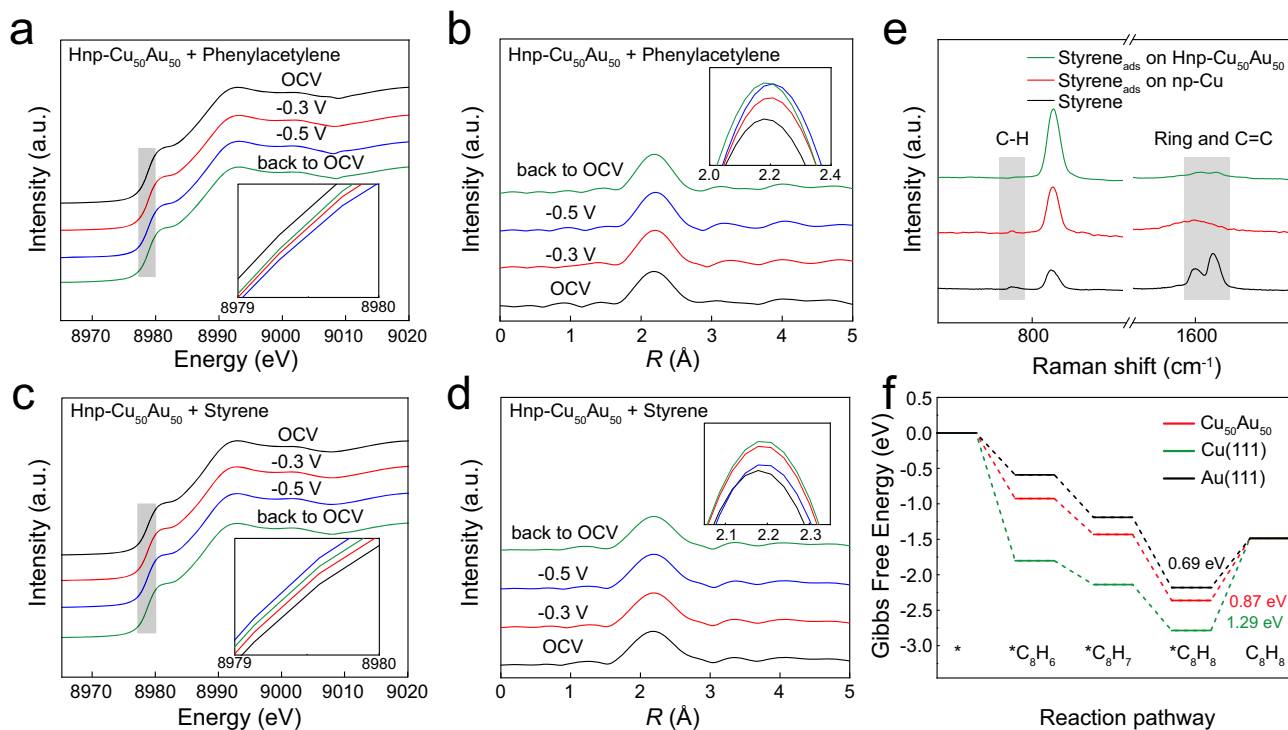 a
Hnp-Cu50Au50 + Phenylacetylene
OCV
-0.3 V
-0.5 V
back to OCV
8979 8980
8970 8980 9000 9010 9020
Energy (eV)
Intensity (a.u.)
b
Hnp-Cu50Au50 + Phenylacetylene
2.0 2.2 2.4
back to OCV
-0.5 V
-0.3 V
OCV
0 1 2 3 4 5
R (Å)
Intensity (a.u.)
e
Styreneads on Hnp-Cu50Au50
Styreneads on np-Cu
Styrene
C-H
Ring and C=C
800 1600
Raman shift (cm-1)
Intensity (a.u.)
c
Hnp-Cu50Au50 + Styrene
OCV
-0.3 V
-0.5 V
back to OCV
8979 8980
8970 8980 9000 9010 9020
Energy (eV)
Intensity (a.u.)
d
Hnp-Cu50Au50 + Styrene
2.1 2.2 2.3
back to OCV
-0.5 V
-0.3 V
OCV
0 1 2 3 4 5
R (Å)
Intensity (a.u.)
f
0.5
0.0
-0.5
-1.0
-1.5
-2.0
-2.5
-3.0
Gibbs Free Energy (eV)
Cu50Au50
Cu(111)
Au(111)
0.69 eV
0.87 eV
1.29 eV
* *C8H6 *C8H7 *C8H8 C8H8
Reaction pathway